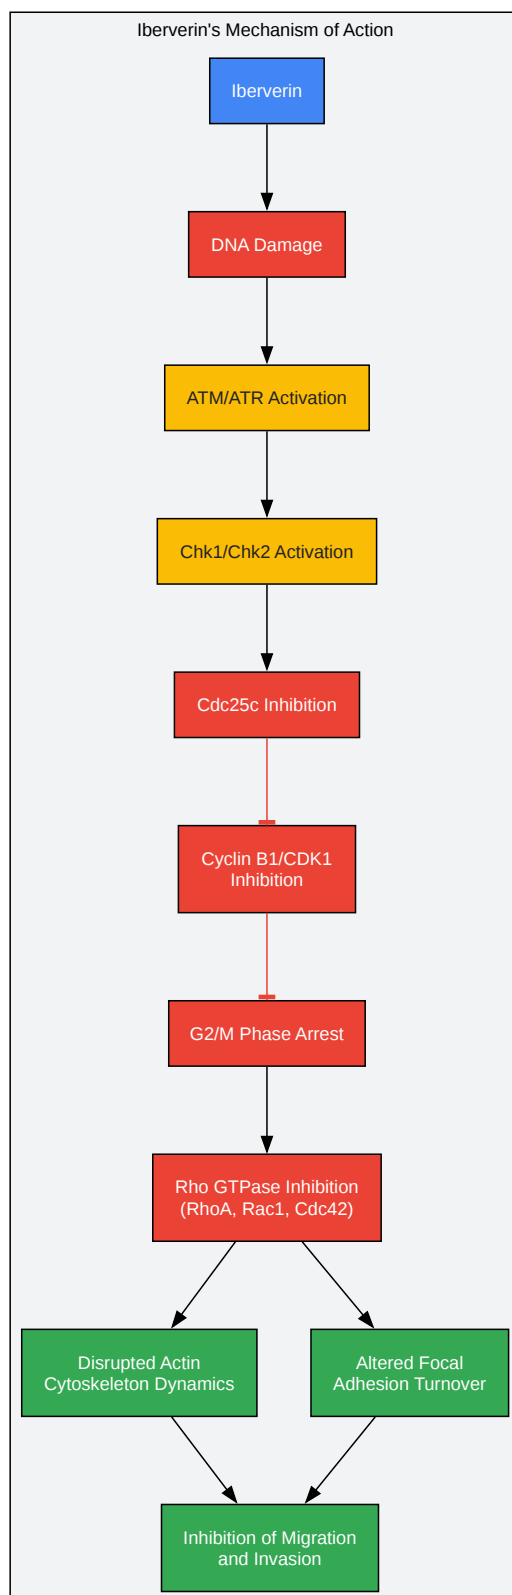 Iberverin's Mechanism of Action
Iberverin
DNA Damage
ATM/ATR Activation
Chk1/Chk2 Activation
Cdc25c Inhibition
Cyclin B1/CDK1
Inhibition
G2/M Phase Arrest
Rho GTPase Inhibition
(RhoA, Rac1, Cdc42)
Disrupted Actin
Cytoskeleton Dynamics
Altered Focal
Adhesion Turnover
Inhibition of Migration
and Invasion